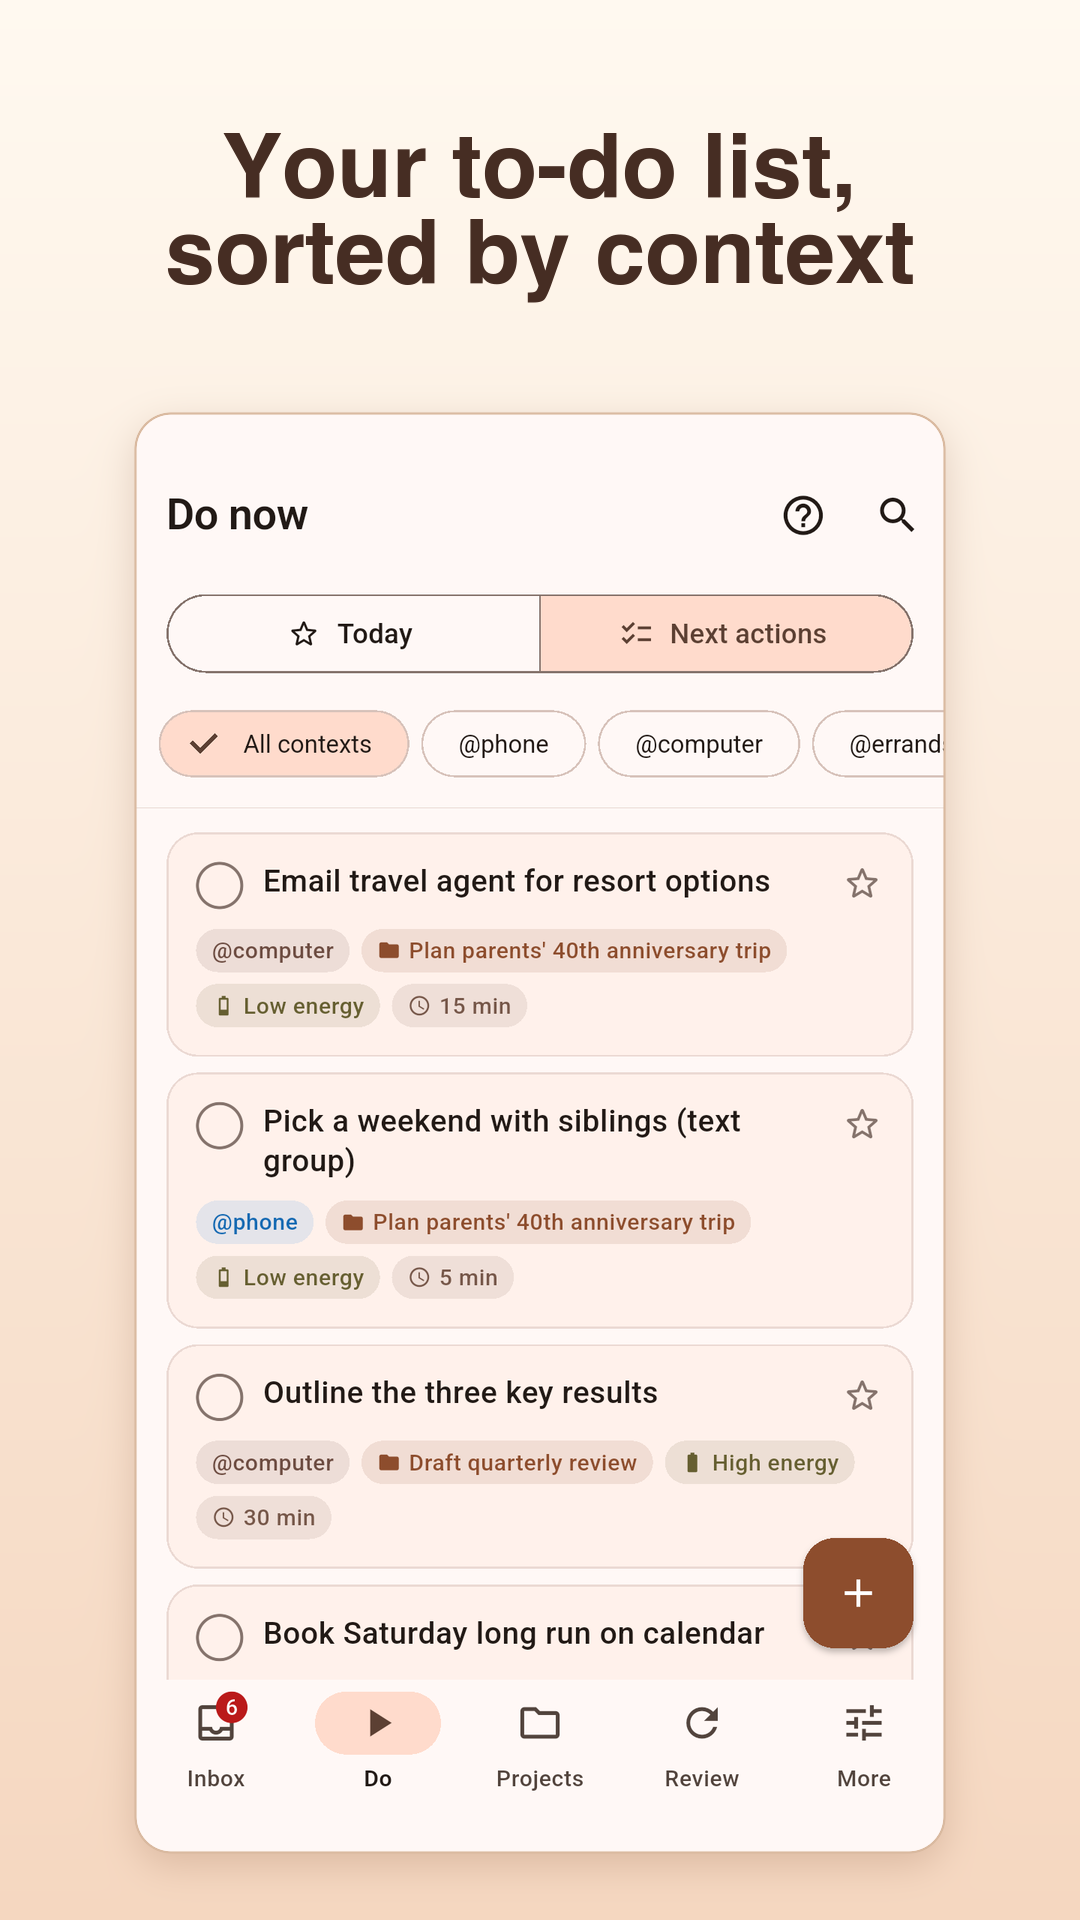 Your to-do list,
sorted by context
Do now
Today
Next actions
All contexts
@phone
@computer
@errands
Email travel agent for resort options
@computer
Plan parents' 40th anniversary trip
Low energy
15 min
Pick a weekend with siblings (text
group)
@phone
Plan parents' 40th anniversary trip
Low energy
5 min
Outline the three key results
@computer
Draft quarterly review
High energy
30 min
Book Saturday long run on calendar
6
Inbox
Do
Projects
Review
More